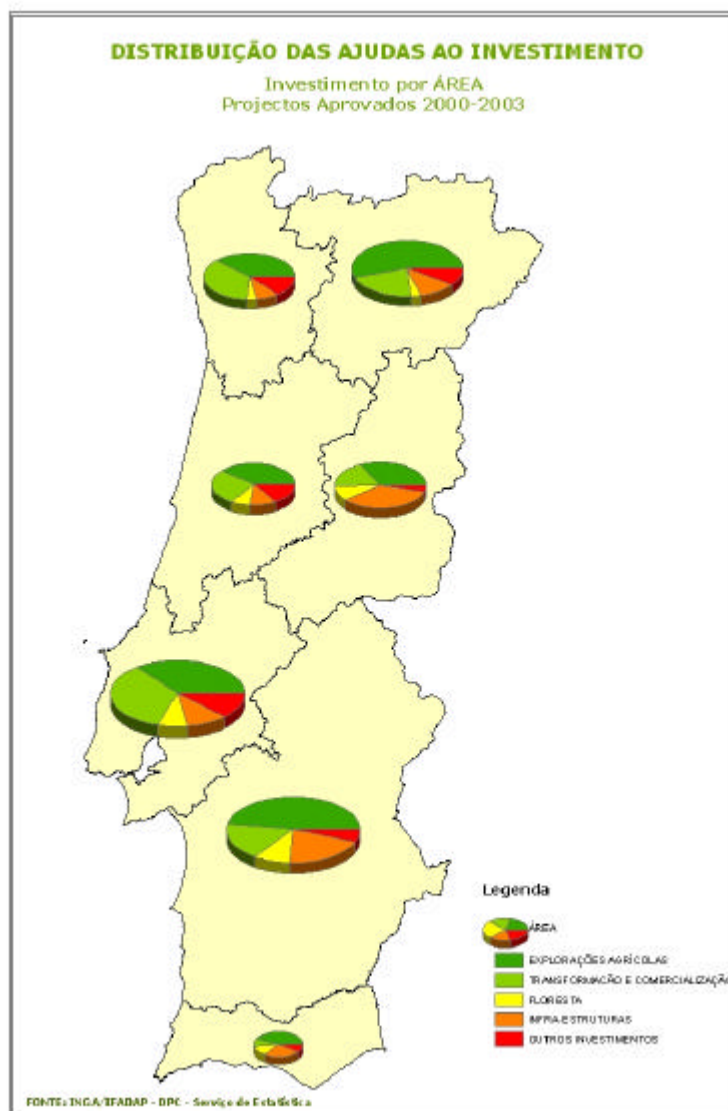 DISTRIBUIÇÃO DAS AJUDAS AO INVESTIMENTO
Investimento por ÁREA
Projectos Aprovados 2000-2003
Legenda
ÁREA
EXPLORAÇÕES AGRÍCOLAS
TRANSFORMAÇÃO E COMERCIALIZAÇÃO
FLORESTA
INFRA-ESTRUTURAS
OUTROS INVESTIMENTOS
FONTE: INGA/IFADAP - DPC - Serviço de Estatística